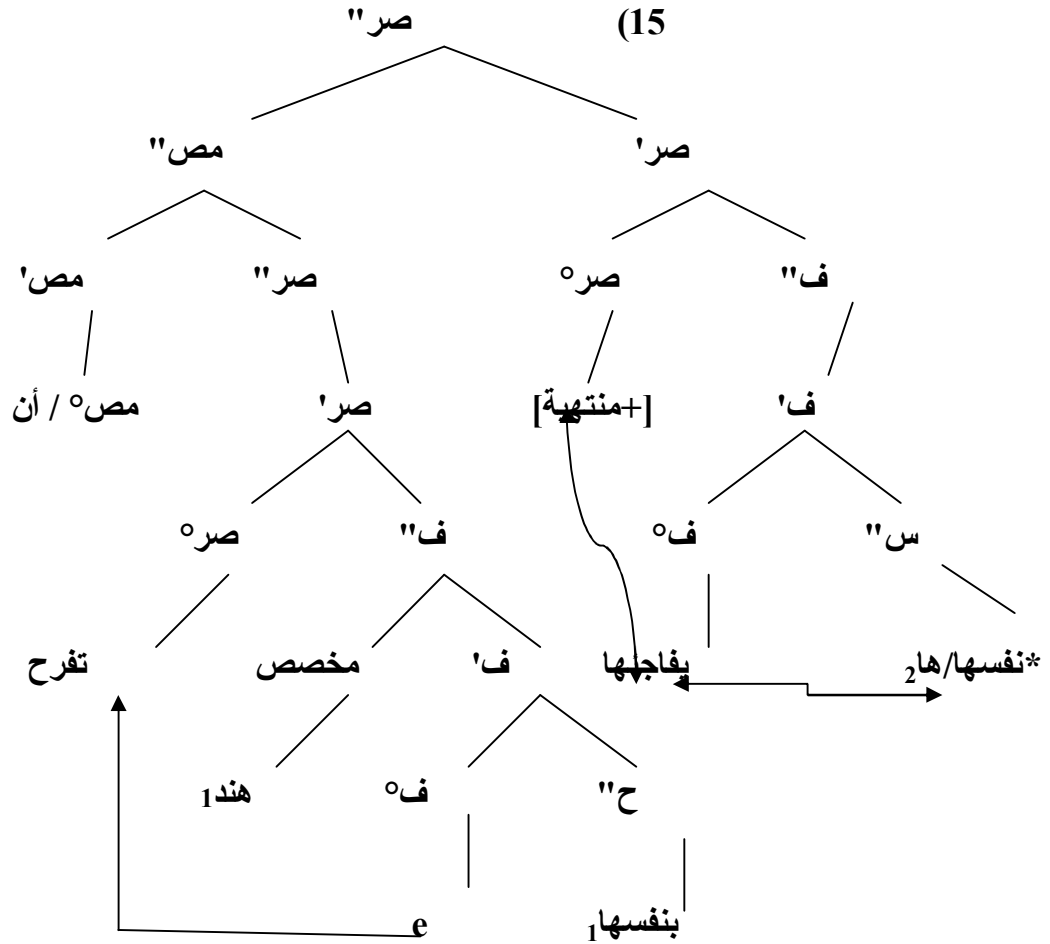 (15 صر''
صر' مص''
ف'' صر° صر'' مص'
ف' [+منتهية] صر' مص° / أن
س'' ف° ف'' صر°
*نفسها/ها2 يفاجئها ف' مخصص تفرح
ح'' ف° هند1
بنفسها1 e